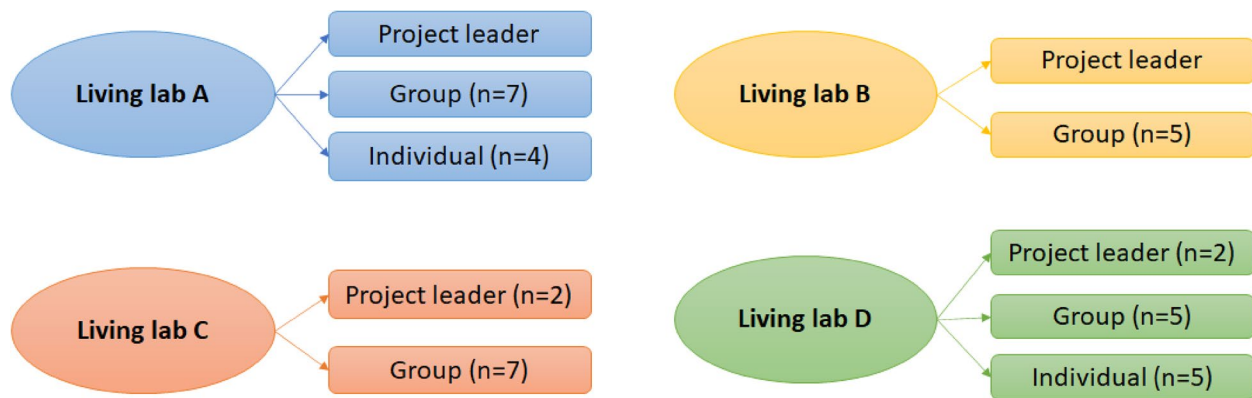 Living lab A
Project leader
Group (n=7)
Individual (n=4)
Living lab B
Project leader
Group (n=5)
Living lab C
Project leader (n=2)
Group (n=7)
Living lab D
Project leader (n=2)
Group (n=5)
Individual (n=5)